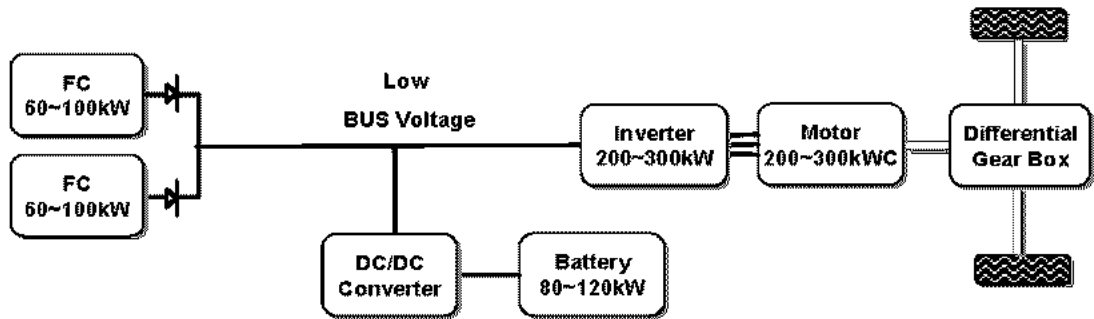 FC
60~100kW
FC
60~100kW
Low
BUS Voltage
Inverter
200~300kW
Motor
200~300kWC
Differential
Gear Box
DC/DC
Converter
Battery
80~120kW